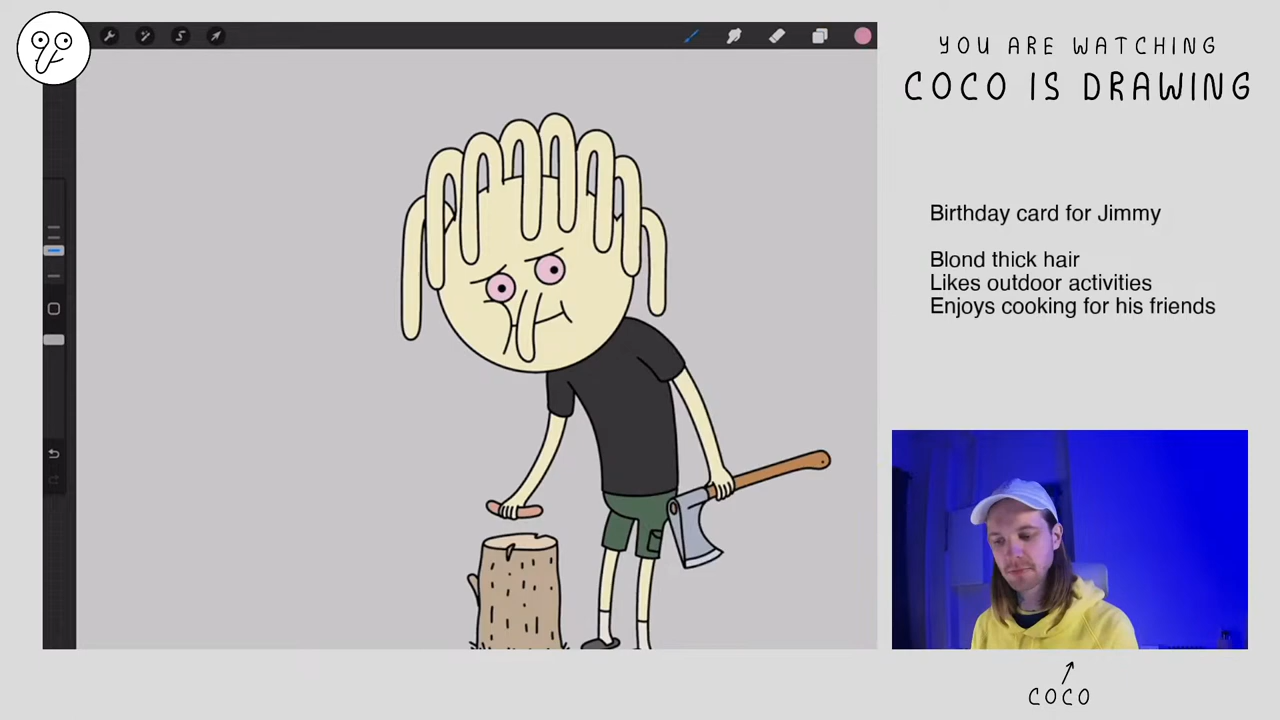 YOU ARE WATCHING
COCO IS DRAWING
Birthday card for Jimmy
Blond thick hair
Likes outdoor activities
Enjoys cooking for his friends
COCO